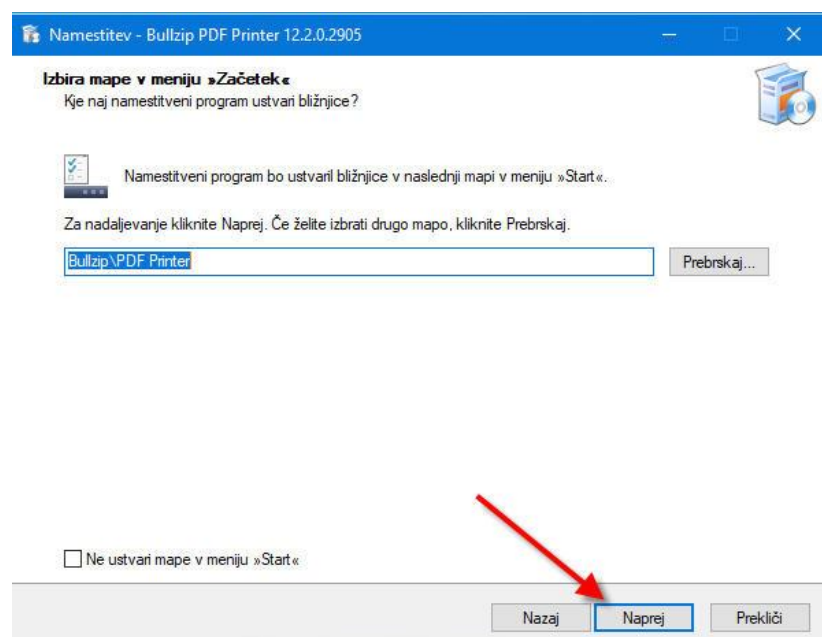 Namestitev - Bullzip PDF Printer 12.2.0.2905
Izbira mape v meniju »Začetek«
Kje naj namestitveni program ustvari bližnjice?
Namestitveni program bo ustvaril bližnjice v naslednji mapi v meniju »Start«.
Za nadaljevanje kliknite Naprej. Če želite izbrati drugo mapo, kliknite Prebrskaj.
Bullzip\PDF Printer
Prebrskaj...
Ne ustvari mape v meniju »Start«
Nazaj Naprej Prekliči